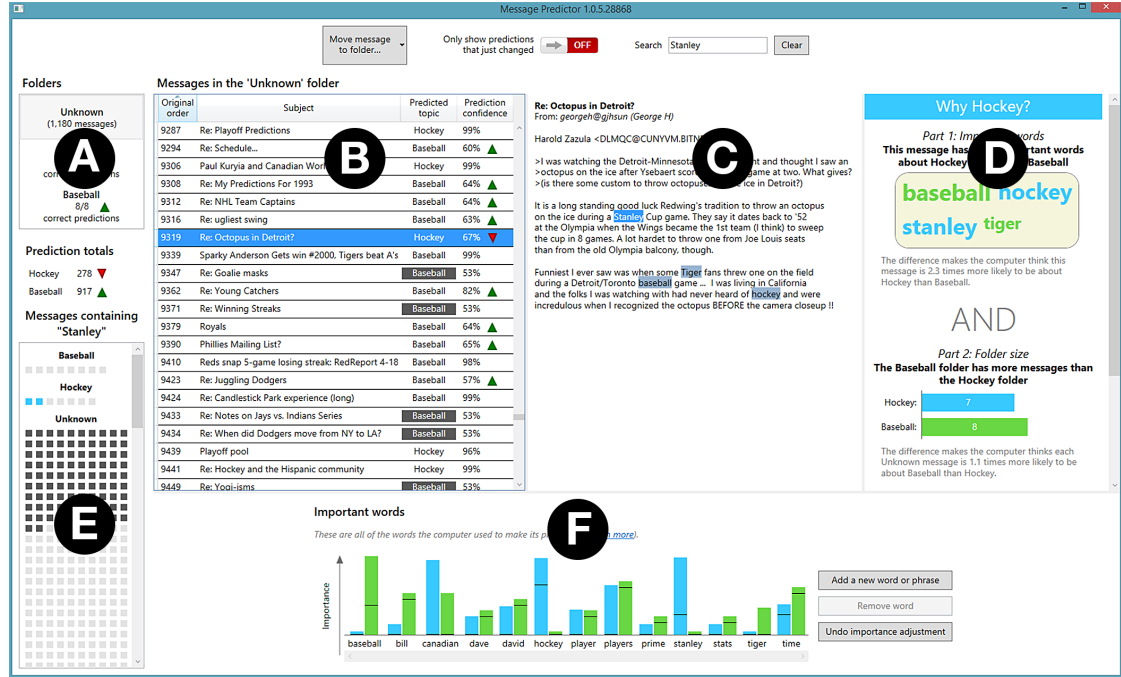 Message Predictor 1.0.5.28868
Move message
to folder...
Only show predictions
that just changed
OFF
Search
Stanley
Clear
Folders
Unknown
(1,180 messages)
A
correct predictions
Baseball
8/8
correct predictions
Prediction totals
Hockey 278
Baseball 917
Messages containing
"Stanley"
Baseball
Hockey
Unknown
E
Messages in the 'Unknown' folder
Original order Subject Predicted topic Prediction confidence
9287 Re: Playoff Predictions Hockey 99%
9294 Re: Schedule... Baseball 60%
9306 Paul Kuryia and Canadian Hockey 99%
9308 Re: My Predictions For 1993 Baseball 64%
9312 Re: NHL Team Captains Baseball 64%
9316 Re: ugliest swing Baseball 63%
9319 Re: Octopus in Detroit? Hockey 67%
9339 Sparky Anderson Gets win #2000, Tigers beat A's Baseball 99%
9347 Re: Goalie masks Baseball 53%
9362 Re: Young Catchers Baseball 82%
9371 Re: Winning Streaks Baseball 53%
9379 Royals Baseball 64%
9390 Phillies Mailing List? Baseball 65%
9410 Reds snap 5-game losing streak: RedReport 4-18 Baseball 98%
9423 Re: Juggling Dodgers Baseball 57%
9424 Re: Candlestick Park experience (long) Baseball 99%
9433 Re: Notes on Jays vs. Indians Series Baseball 53%
9434 Re: When did Dodgers move from NY to LA? Baseball 53%
9439 Playoff pool Hockey 96%
9441 Re: Hockey and the Hispanic community Hockey 99%
9449 Re: Yogi-isms Baseball 53%
B
Re: Octopus in Detroit?
From: georgeh@gjhsun (George H)
Harold Zazula <DLMQC@CUNYVM.BITN
>I was watching the Detroit-Minnesota nt and thought I saw an
>octopus on the ice after Ysebaert scor game at two. What gives?
>(is there some custom to throw octopus ice in Detroit?)
It is a long standing good luck Redwing's tradition to throw an octopus
on the ice during a Stanley Cup game. They say it dates back to '52
at the Olympia when the Wings became the 1st team (I think) to sweep
the cup in 8 games. A lot hardet to throw one from Joe Louis seats
than from the old Olympia balcony, though.
Funniest I ever saw was when some Tiger fans threw one on the field
during a Detroit/Toronto baseball game ... I was living in California
and the folks I was watching with had never heard of hockey and were
incredulous when I recognized the octopus BEFORE the camera closeup !!
C
Why Hockey?
Part 1: Im words
This message has ortant words
about Hockey Baseball
D
baseball hockey
stanley tiger
The difference makes the computer think this
message is 2.3 times more likely to be about
Hockey than Baseball.
AND
Part 2: Folder size
The Baseball folder has more messages than
the Hockey folder
Hockey: 7
Baseball: 8
The difference makes the computer thinks each
Unknown message is 1.1 times more likely to be
about Baseball than Hockey.
Important words
F
These are all of the words the computer used to make its more).
Importance
baseball bill canadian dave david hockey player players prime stanley stats tiger time
Add a new word or phrase
Remove word
Undo importance adjustment